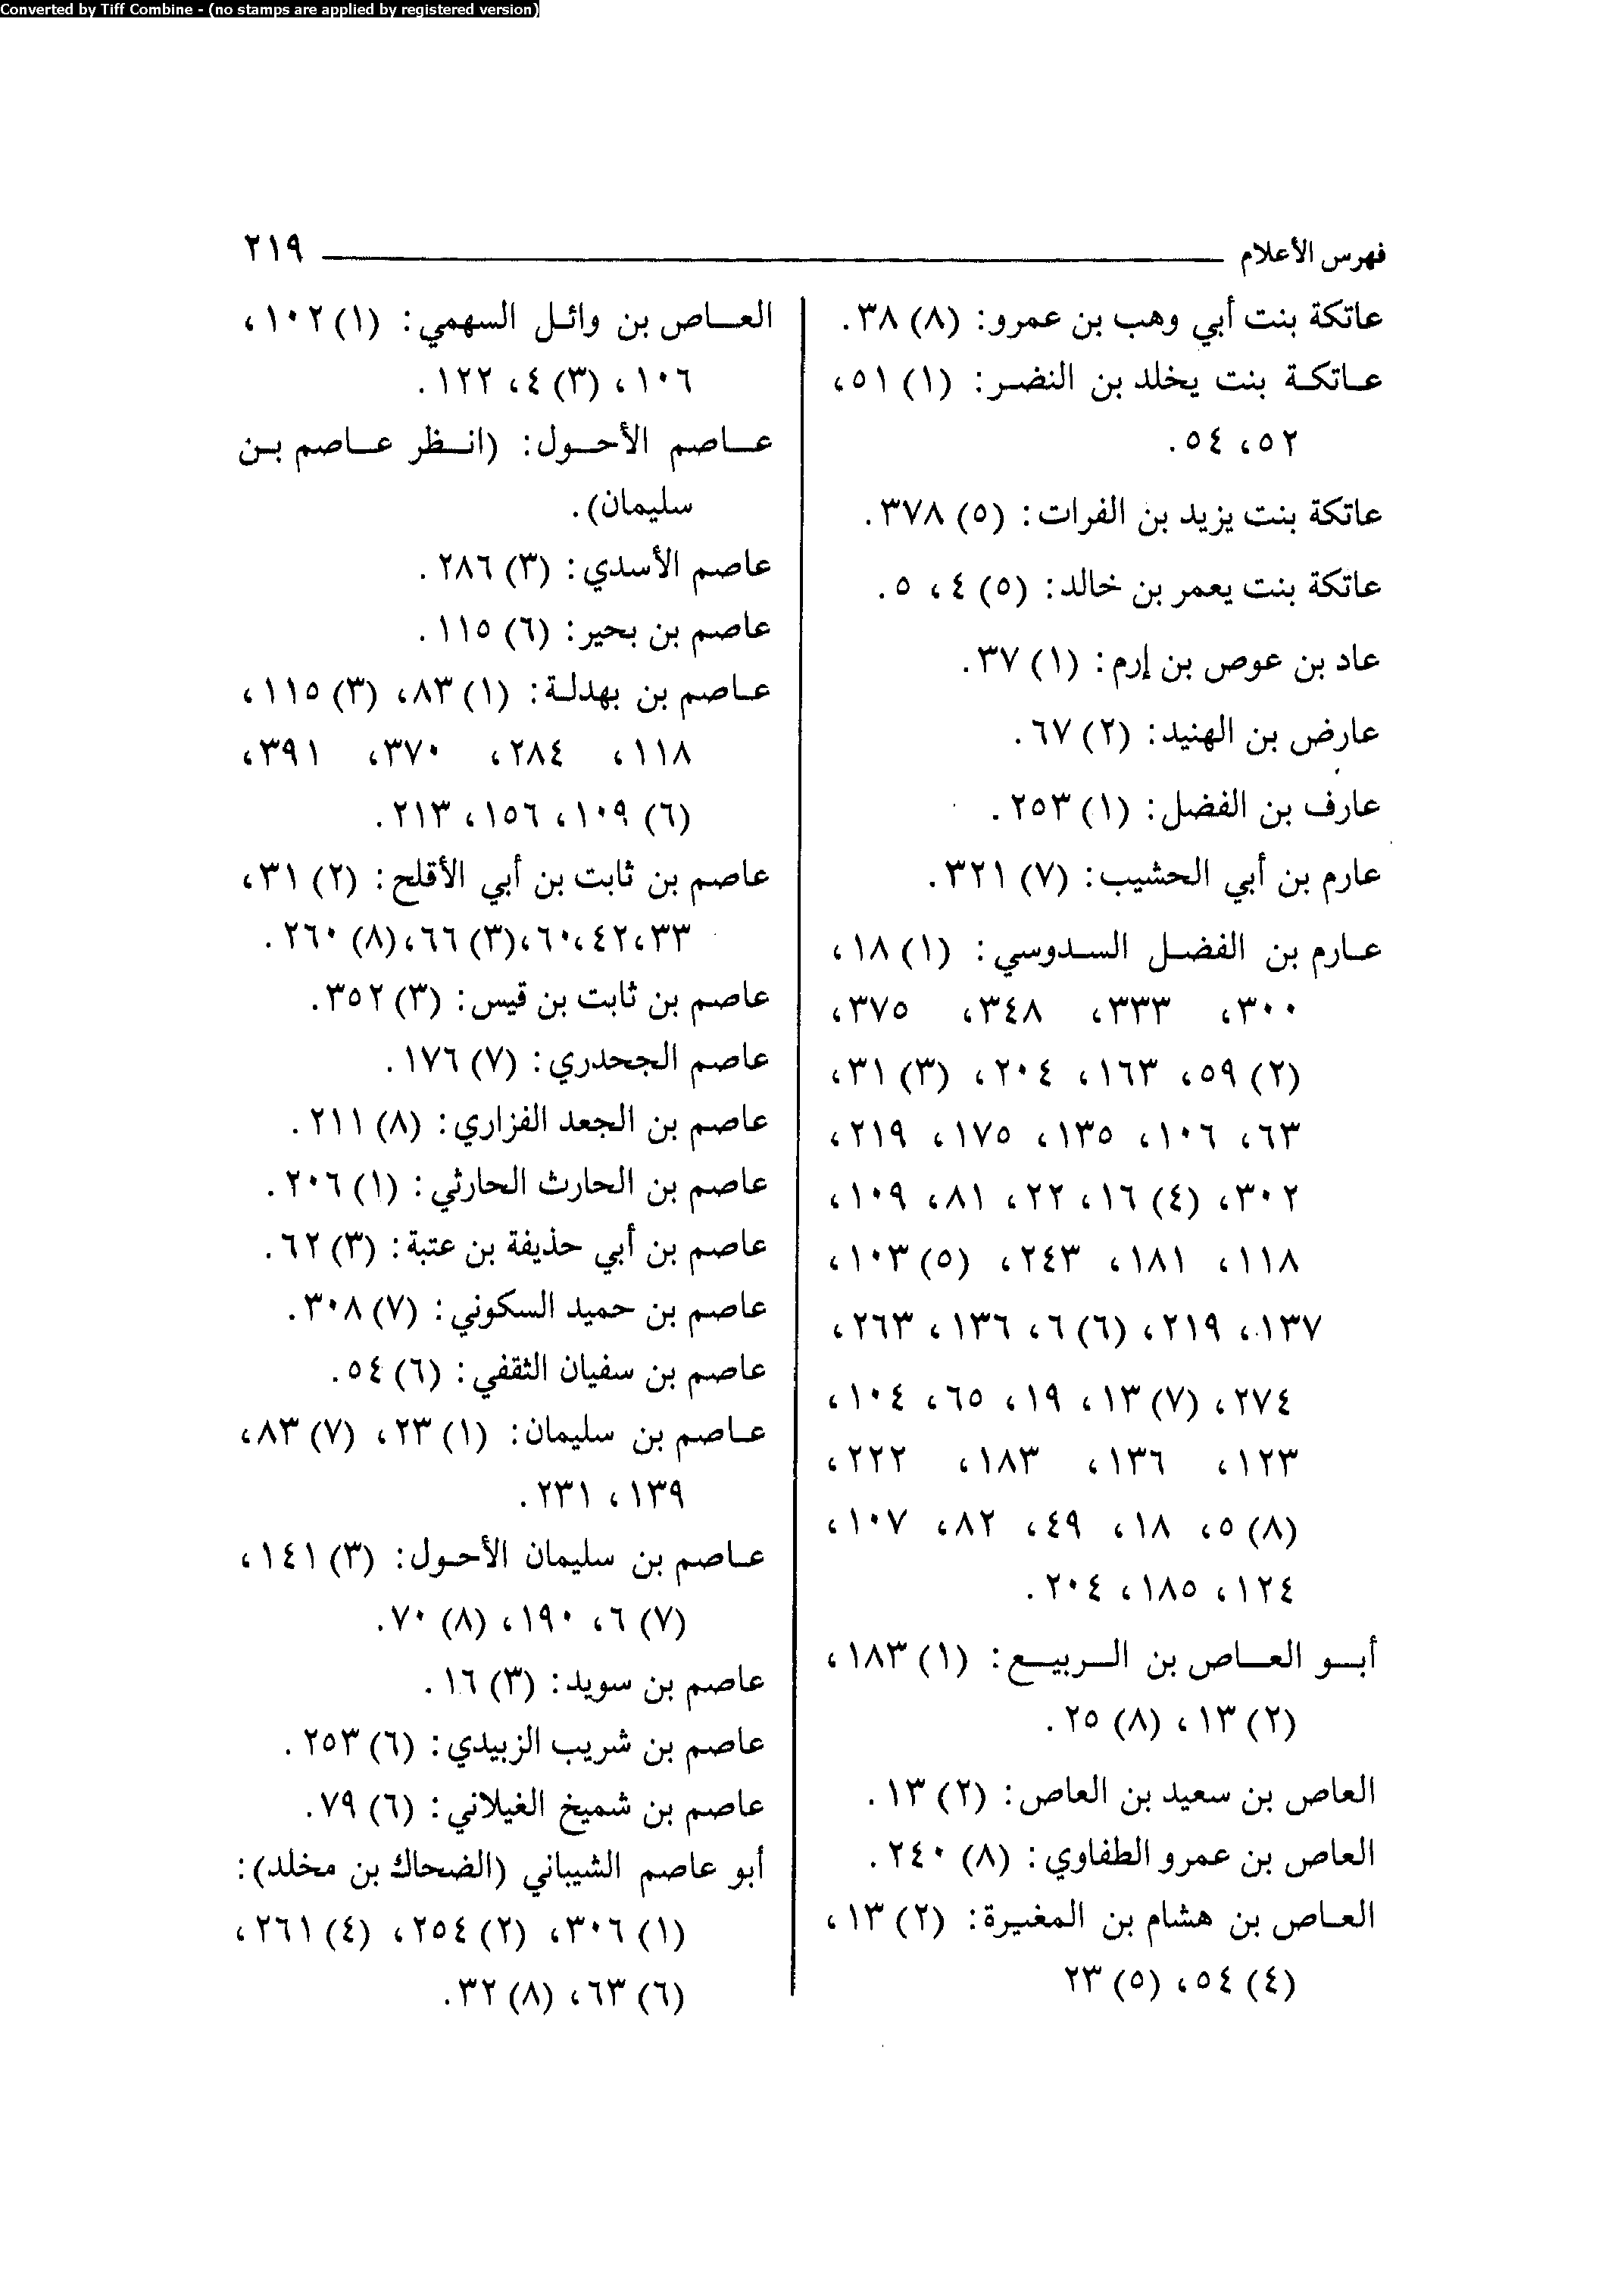 Converted by Tiff Combine - (no stamps are applied by registered version)
فهرس الأعلام ٢١٩
عاتكة بنت أبي وهب بن عمرو: (٨) ٣٨.
عاتكة بنت يخلد بن النضر: (١) ٥١،
٥٢، ٥٤.
عاتكة بنت يزيد بن الفرات: (٥) ٣٧٨.
عاتكة بنت يعمر بن خالد: (٥) ٤، ٥.
عاد بن عوص بن إرم: (١) ٣٧.
عارض بن الهنيد: (٢) ٦٧.
عارف بن الفضل: (١) ٢٥٣.
عارم بن أبي الحشيب: (٧) ٣٢١.
عارم بن الفضل السدوسي: (١) ١٨،
٣٠٠، ٣٣٣، ٣٤٨، ٣٧٥،
(٢) ٥٩، ١٦٣، ٢٠٤، (٣) ٣١،
٦٣، ١٠٦، ١٣٥، ١٧٥، ٢١٩،
٣٠٢، (٤) ١٦، ٢٢، ٨١، ١٠٩،
١١٨، ١٨١، ٢٤٣، (٥) ١٠٣،
١٣٧، ٢١٩، (٦) ٦، ١٣٦، ٢٦٣،
٢٧٤، (٧) ١٣، ١٩، ٦٥، ١٠٤،
١٢٣، ١٣٦، ١٨٣، ٢٢٢،
(٨) ٥، ١٨، ٤٩، ٨٢، ١٠٧،
١٢٤، ١٨٥، ٢٠٤.
أبو العاص بن الربيع: (١) ١٨٣،
(٢) ١٣، (٨) ٢٥.
العاص بن سعيد بن العاص: (٢) ١٣.
العاص بن عمرو الطفاوي: (٨) ٢٤٠.
العاص بن هشام بن المغيرة: (٢) ١٣،
(٤) ٥٤، (٥) ٢٣
العاص بن وائل السهمي: (١) ١٠٢،
١٠٦، (٣) ٤، ١٢٢.
عاصم الأحول: (انظر عاصم بن
سليمان).
عاصم الأسدي: (٣) ٢٨٦.
عاصم بن بحير: (٦) ١١٥.
عاصم بن بهدلة: (١) ٨٣، (٣) ١١٥،
١١٨، ٢٨٤، ٣٧٠، ٣٩١،
(٦) ١٠٩، ١٥٦، ٢١٣.
عاصم بن ثابت بن أبي الأقلح: (٢) ٣١،
٣٣، ٤٢، ٦٠، (٣) ٦٦، (٨) ٢٦٠.
عاصم بن ثابت بن قيس: (٣) ٣٥٢.
عاصم الجحدري: (٧) ١٧٦.
عاصم بن الجعد الفزاري: (٨) ٢١١.
عاصم بن الحارث الحارثي: (١) ٢٠٦.
عاصم بن أبي حذيفة بن عتبة: (٣) ٦٢.
عاصم بن حميد السكوني: (٧) ٣٠٨.
عاصم بن سفيان الثقفي: (٦) ٥٤.
عاصم بن سليمان: (١) ٢٣، (٧) ٨٣،
١٣٩، ٢٣١.
عاصم بن سليمان الأحول: (٣) ١٤١،
(٧) ٦، ١٩٠، (٨) ٧٠.
عاصم بن سويد: (٣) ١٦.
عاصم بن شريب الزبيدي: (٦) ٢٥٣.
عاصم بن شميخ الغيلاني: (٦) ٧٩.
أبو عاصم الشيباني (الضحاك بن مخلد):
(١) ٣٠٦، (٢) ٢٥٤، (٤) ٢٦١،
(٦) ٦٣، (٨) ٣٢.